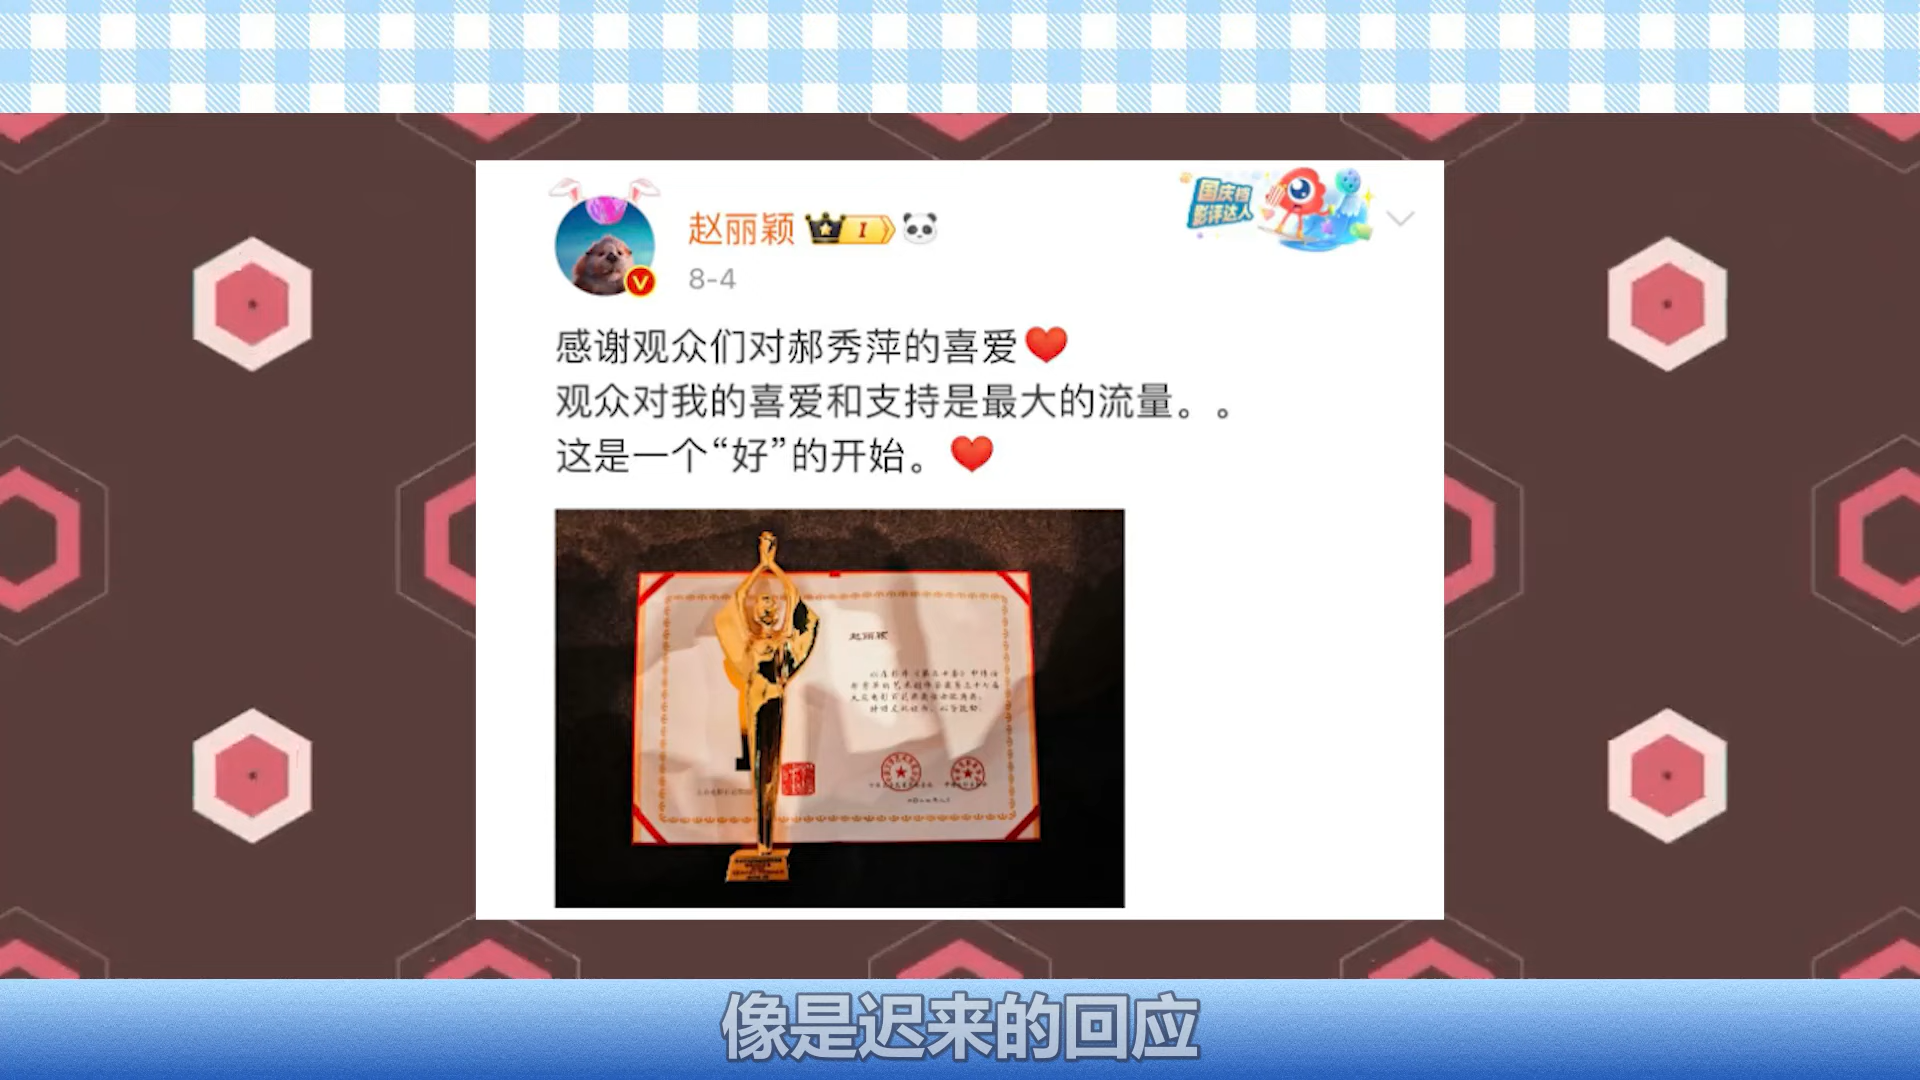 赵丽颖
I
8-4
国庆档
影评达人
感谢观众们对郝秀萍的喜爱❤️
观众对我的喜爱和支持是最大的流量。。
这是一个“好”的开始。❤️
赵丽颖
像是迟来的回应